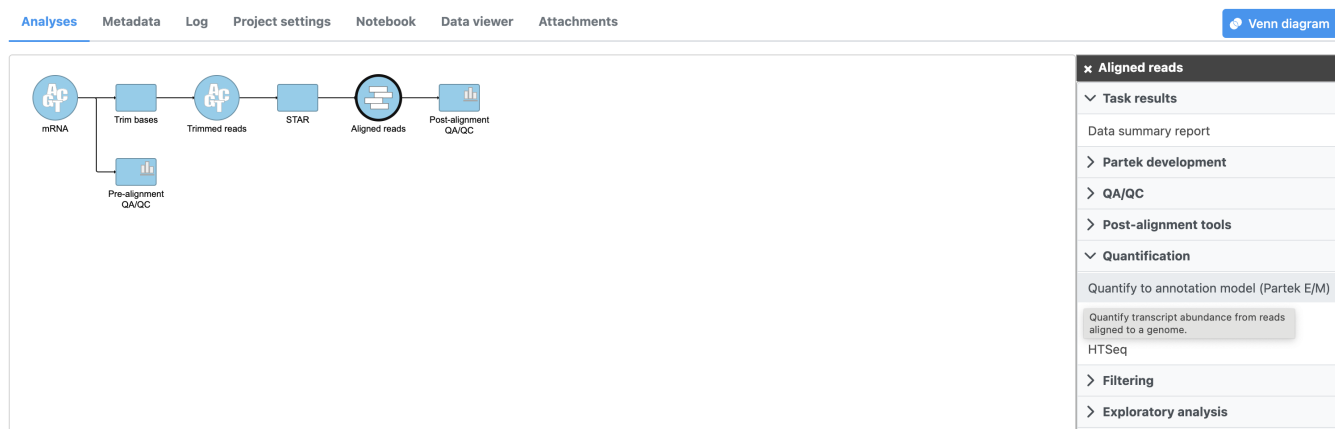 Analyses Metadata Log Project settings Notebook Data viewer Attachments
Venn diagram
mRNA
Trim bases
Trimmed reads
STAR
Aligned reads
Post-alignment
QA/QC
Pre-alignment
QA/QC
Aligned reads
Task results
Data summary report
Partek development
QA/QC
Post-alignment tools
Quantification
Quantify to annotation model (Partek E/M)
Quantify transcript abundance from reads
aligned to a genome.
HTSeq
Filtering
Exploratory analysis